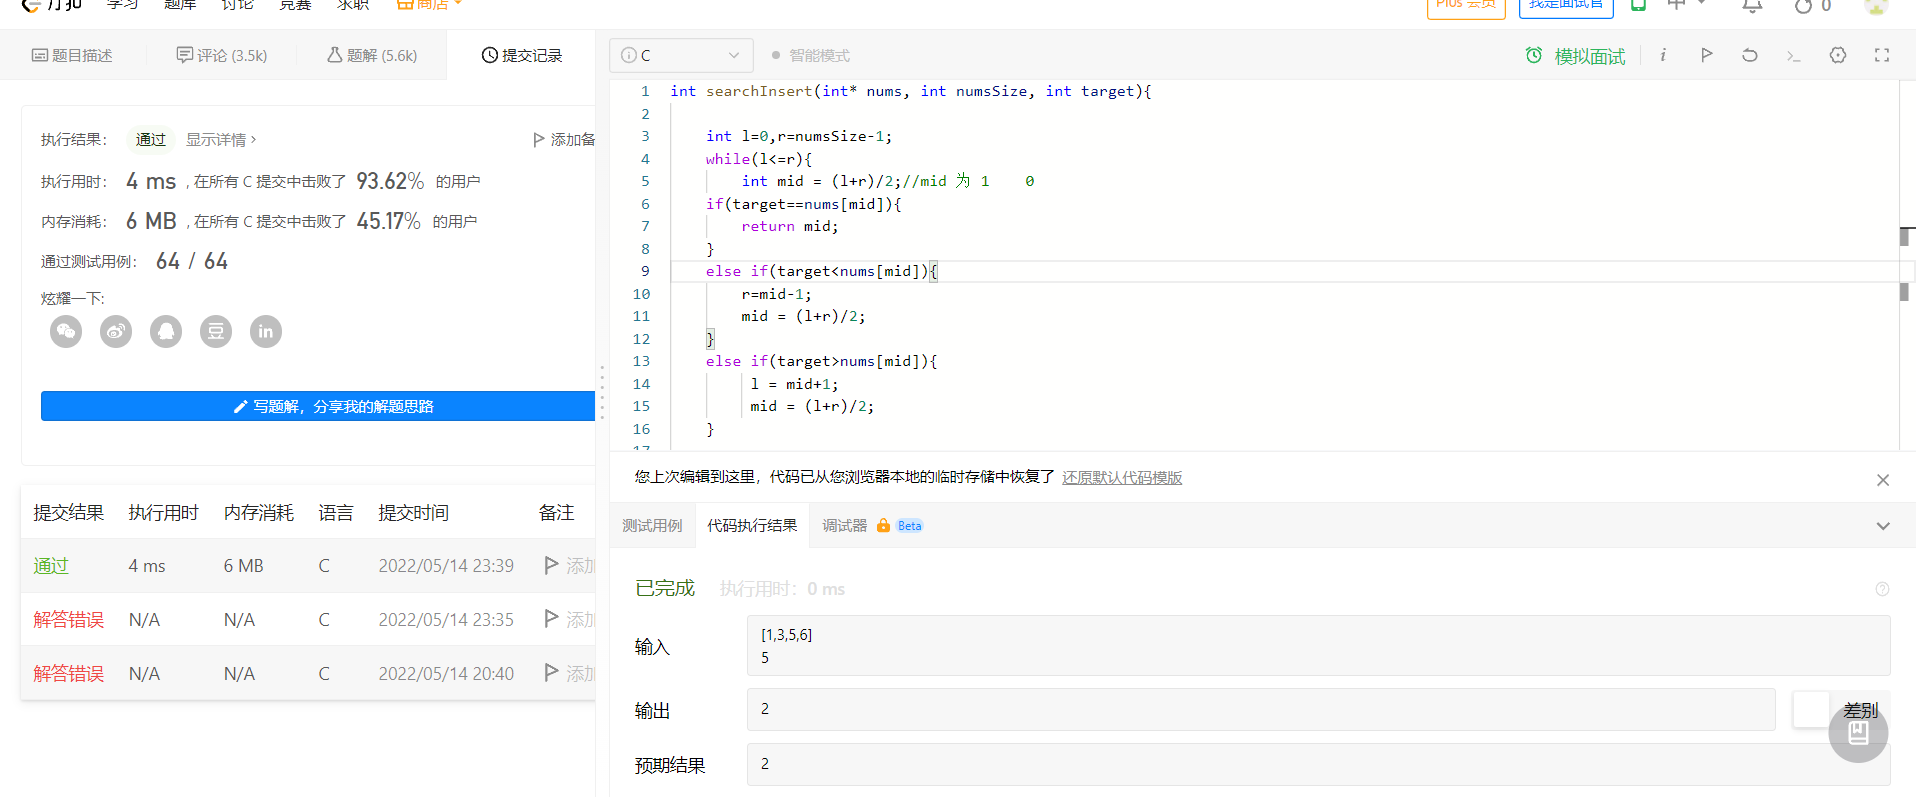 力扣 学习 题库 讨论 竞赛 求职 商店 Plus 会员 我是面试官 中 0
题目描述 评论 (3.5k) 题解 (5.6k) 提交记录
执行结果： 通过 显示详情 › 添加备
执行用时： 4 ms , 在所有 C 提交中击败了 93.62% 的用户
内存消耗： 6 MB , 在所有 C 提交中击败了 45.17% 的用户
通过测试用例： 64 / 64
炫耀一下:
写题解，分享我的解题思路
提交结果 执行用时 内存消耗 语言 提交时间 备注
通过 4 ms 6 MB C 2022/05/14 23:39 添加
解答错误 N/A N/A C 2022/05/14 23:35 添加
解答错误 N/A N/A C 2022/05/14 20:40 添加
C 智能模式 模拟面试
1 int searchInsert(int* nums, int numsSize, int target){
2
3 int l=0,r=numsSize-1;
4 while(l<=r){
5 int mid = (l+r)/2;//mid 为 1 0
6 if(target==nums[mid]){
7 return mid;
8 }
9 else if(target<nums[mid]){
10 r=mid-1;
11 mid = (l+r)/2;
12 }
13 else if(target>nums[mid]){
14 l = mid+1;
15 mid = (l+r)/2;
16 }
17
您上次编辑到这里，代码已从您浏览器本地的临时存储中恢复了 还原默认代码模版
测试用例 代码执行结果 调试器 Beta
已完成 执行用时：0 ms
输入
[1,3,5,6]
5
输出 2 差别
预期结果 2